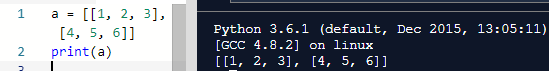 1 a = [[1, 2, 3],
[4, 5, 6]]
2 print(a)
3
Python 3.6.1 (default, Dec 2015, 13:05:11)
[GCC 4.8.2] on linux
[[1, 2, 3], [4, 5, 6]]